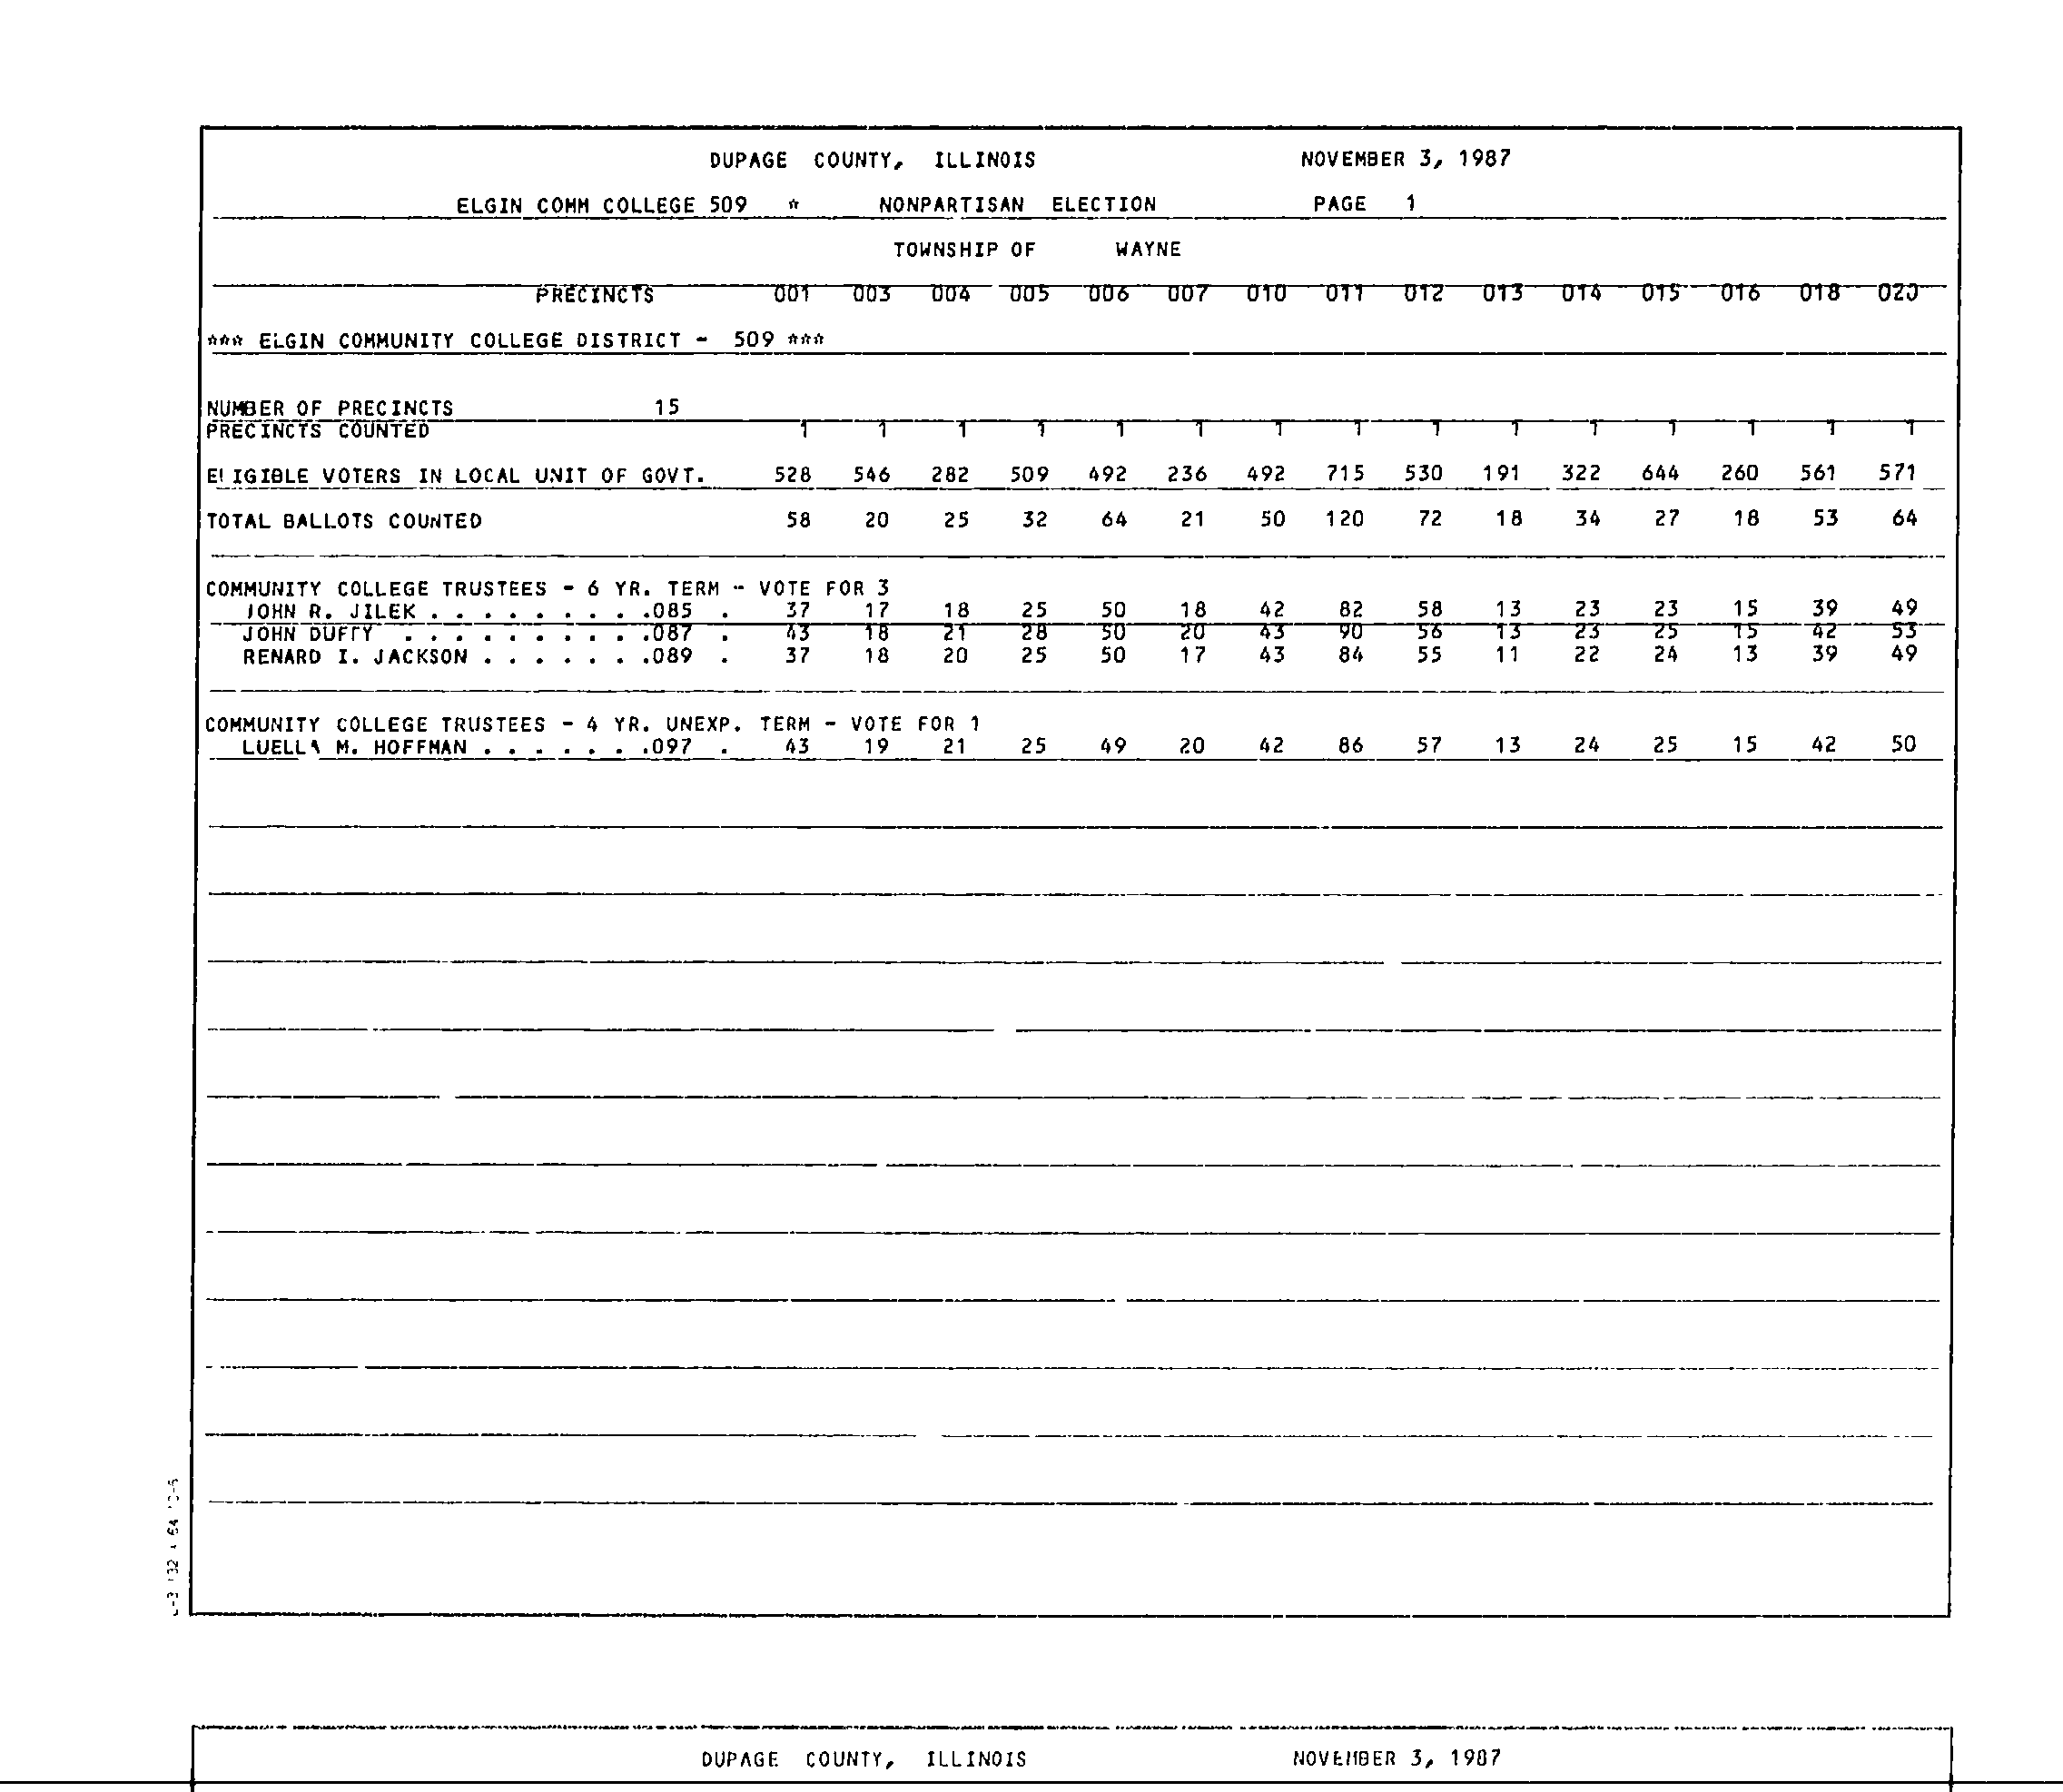 DUPAGE COUNTY, ILLINOIS NOVEMBER 3, 1987
ELGIN COMM COLLEGE 509 * NONPARTISAN ELECTION PAGE 1
TOWNSHIP OF WAYNE
PRECINCTS 001 003 004 005 006 007 010 011 012 013 014 015 016 018 020
*** ELGIN COMMUNITY COLLEGE DISTRICT - 509 ***
NUMBER OF PRECINCTS 15
PRECINCTS COUNTED 1 1 1 1 1 1 1 1 1 1 1 1 1 1 1
ELIGIBLE VOTERS IN LOCAL UNIT OF GOVT. 528 546 282 509 492 236 492 715 530 191 322 644 260 561 571
TOTAL BALLOTS COUNTED 58 20 25 32 64 21 50 120 72 18 34 27 18 53 64
COMMUNITY COLLEGE TRUSTEES - 6 YR. TERM - VOTE FOR 3
JOHN R. JILEK . . . . . . . . .085 . 37 17 18 25 50 18 42 82 58 13 23 23 15 39 49
JOHN DUFFY . . . . . . . . . .087 . 43 18 21 28 50 20 43 90 56 13 23 25 15 42 53
RENARD I. JACKSON . . . . . . .089 . 37 18 20 25 50 17 43 84 55 11 22 24 13 39 49
COMMUNITY COLLEGE TRUSTEES - 4 YR. UNEXP. TERM - VOTE FOR 1
LUELLA M. HOFFMAN . . . . . . .097 . 43 19 21 25 49 20 42 86 57 13 24 25 15 42 50
DUPAGE COUNTY, ILLINOIS NOVEMBER 3, 1987